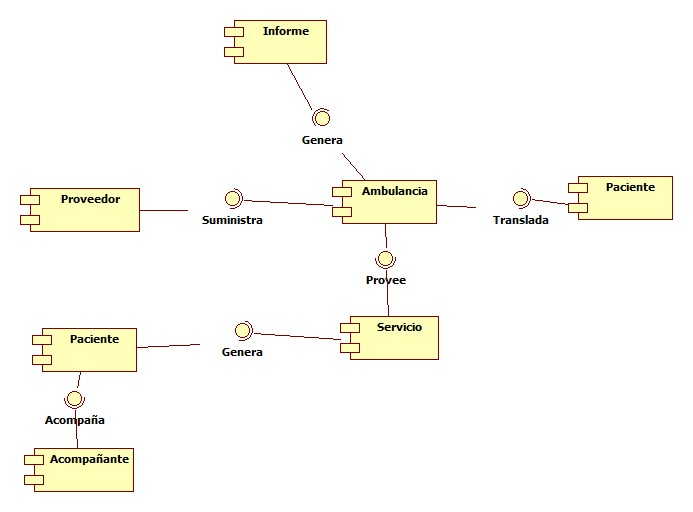 Informe
Genera
Proveedor
Suministra
Ambulancia
Translada
Paciente
Provee
Paciente
Genera
Servicio
Acompaña
Acompañante